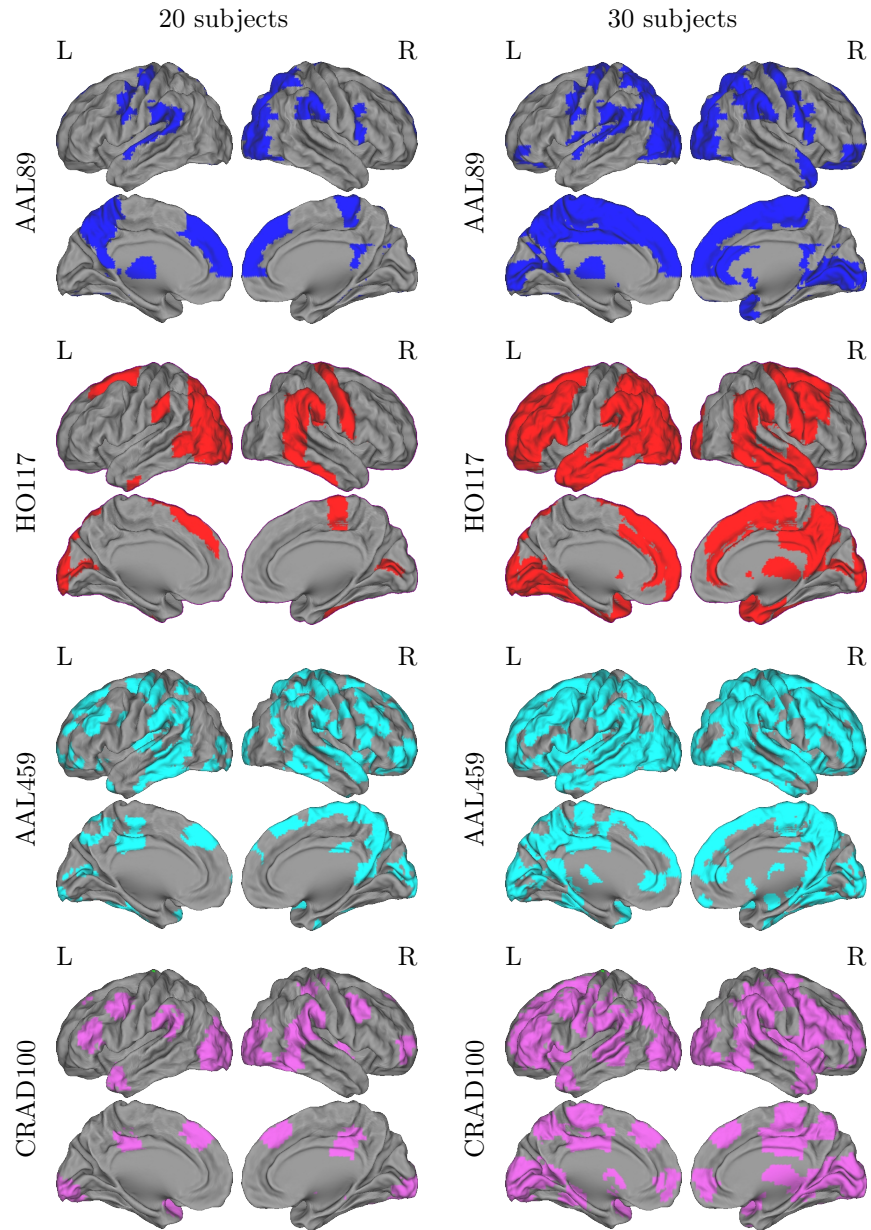 20 subjects 30 subjects
L R L R
AAL89 AAL89
L R L R
HO117 HO117
L R L R
AAL459 AAL459
L R L R
CRAD100 CRAD100